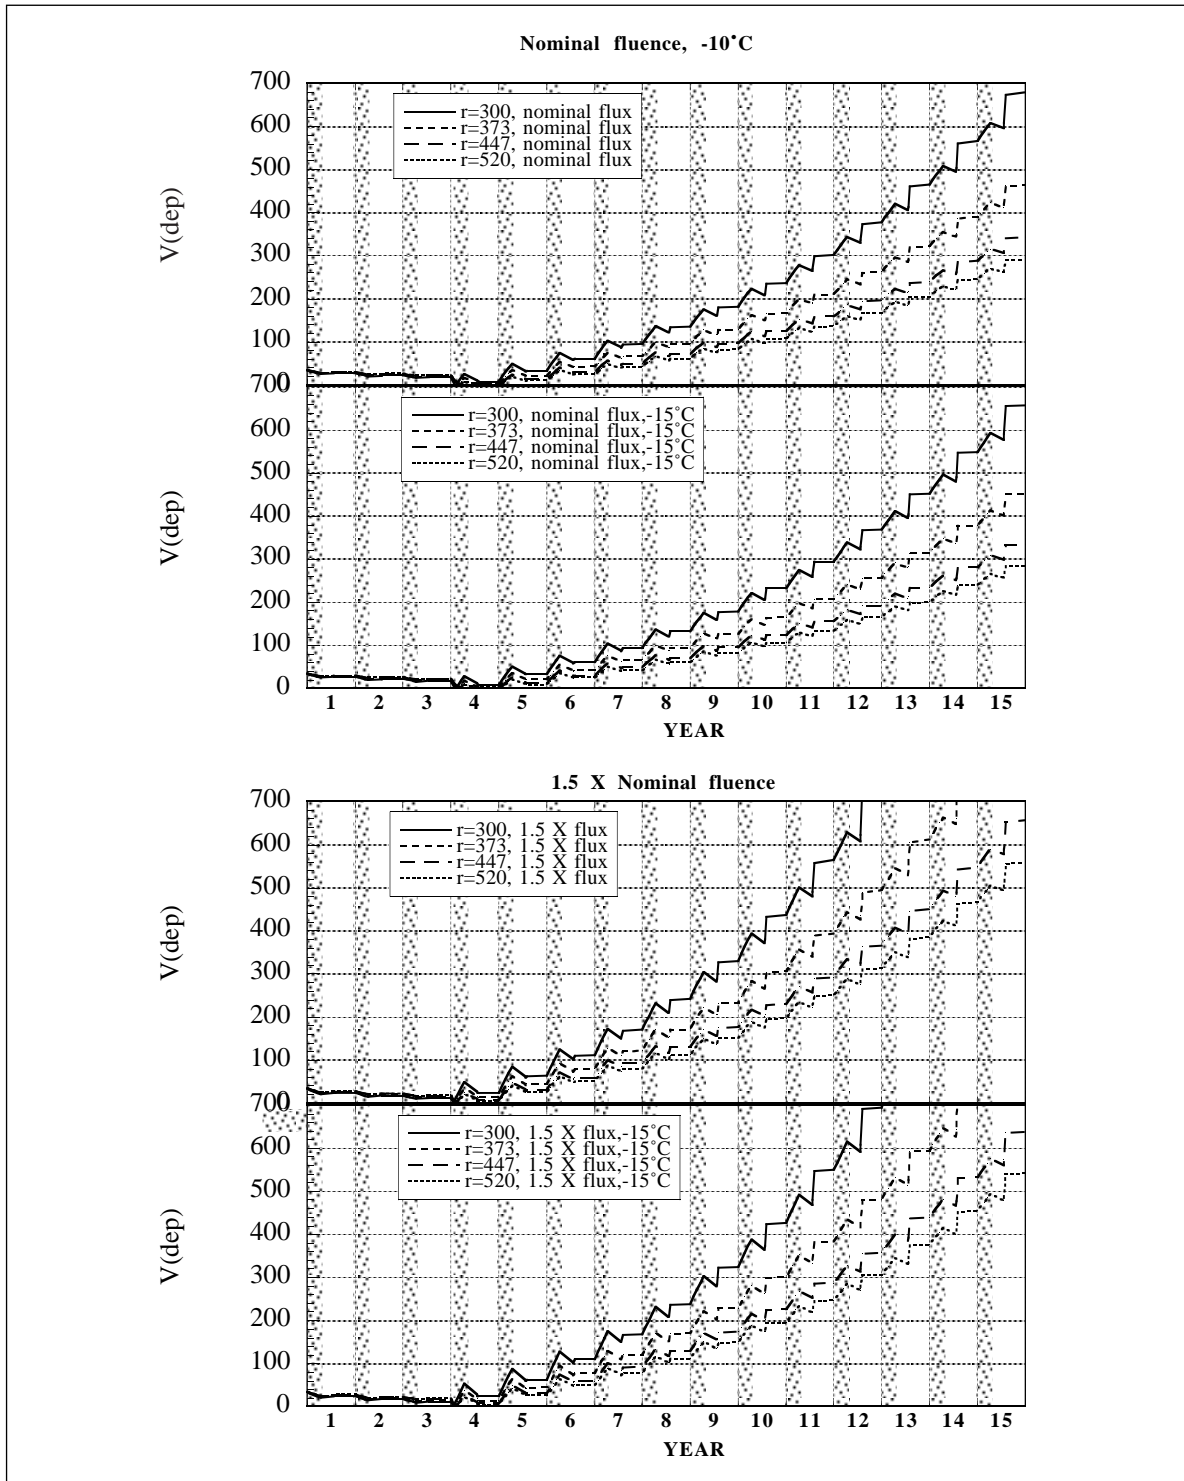 Nominal fluence, -10˚C
700
600
500
400
300
200
100
0
V(dep)
r=300, nominal flux
r=373, nominal flux
r=447, nominal flux
r=520, nominal flux
700
600
500
400
300
200
100
0
V(dep)
r=300, nominal flux,-15˚C
r=373, nominal flux,-15˚C
r=447, nominal flux,-15˚C
r=520, nominal flux,-15˚C
1 2 3 4 5 6 7 8 9 10 11 12 13 14 15
YEAR
1.5 X Nominal fluence
700
600
500
400
300
200
100
0
V(dep)
r=300, 1.5 X flux
r=373, 1.5 X flux
r=447, 1.5 X flux
r=520, 1.5 X flux
700
600
500
400
300
200
100
0
V(dep)
r=300, 1.5 X flux,-15˚C
r=373, 1.5 X flux,-15˚C
r=447, 1.5 X flux,-15˚C
r=520, 1.5 X flux,-15˚C
1 2 3 4 5 6 7 8 9 10 11 12 13 14 15
YEAR